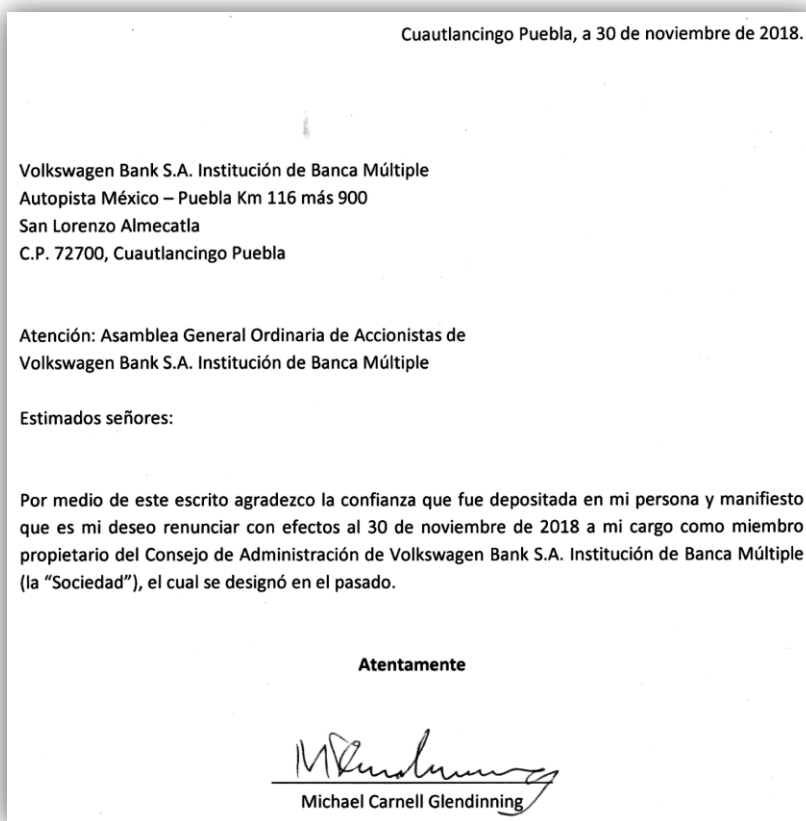 Cuautlancingo Puebla, a 30 de noviembre de 2018.
Volkswagen Bank S.A. Institución de Banca Múltiple
Autopista México – Puebla Km 116 más 900
San Lorenzo Almecatla
C.P. 72700, Cuautlancingo Puebla
Atención: Asamblea General Ordinaria de Accionistas de
Volkswagen Bank S.A. Institución de Banca Múltiple
Estimados señores:
Por medio de este escrito agradezco la confianza que fue depositada en mi persona y manifiesto
que es mi deseo renunciar con efectos al 30 de noviembre de 2018 a mi cargo como miembro
propietario del Consejo de Administración de Volkswagen Bank S.A. Institución de Banca Múltiple
(la “Sociedad”), el cual se designó en el pasado.
Atentamente
Michael Carnell Glendinning